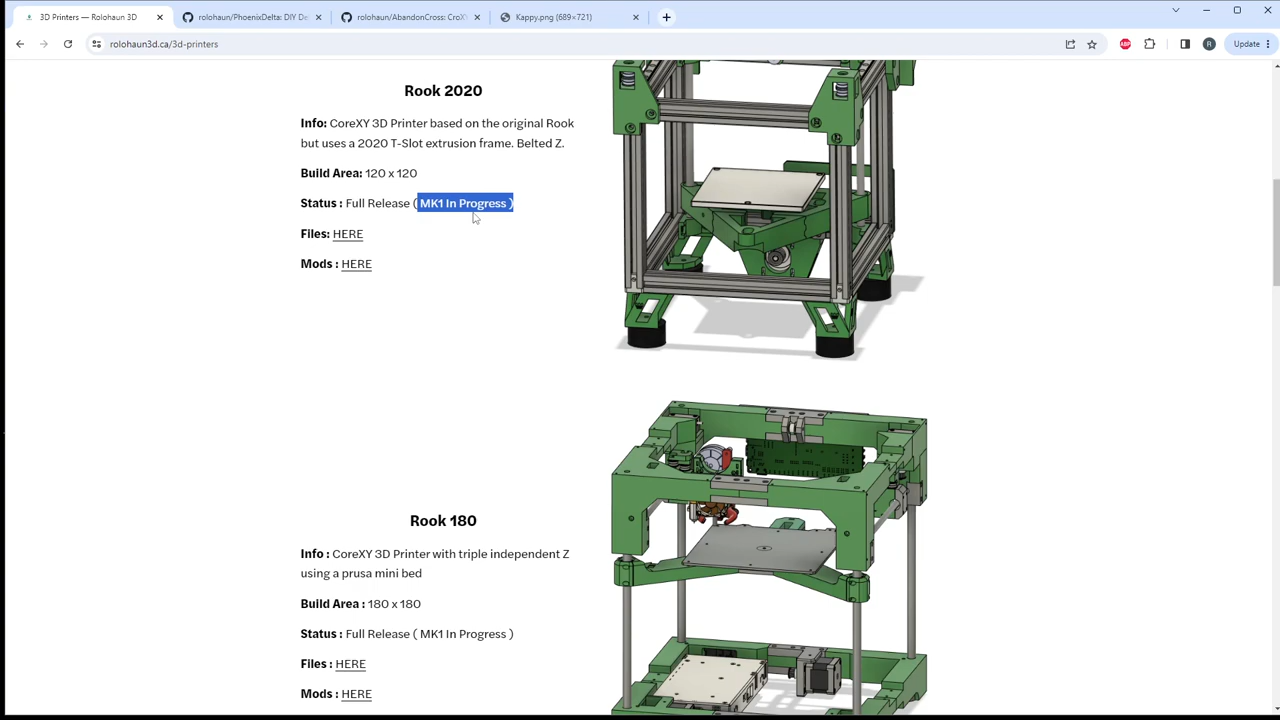 3D Printers — Rolohaun 3D
rolohaun/PhoenixDelta: DIY De
rolohaun/AbandonCross: CroX
Kappy.png (689×721)
rolohaun3d.ca/3d-printers
ABP
R
Update
Rook 2020
Info: CoreXY 3D Printer based on the original Rook
but uses a 2020 T-Slot extrusion frame. Belted Z.
Build Area: 120 x 120
Status : Full Release ( MK1 In Progress )
Files: HERE
Mods : HERE
Rook 180
Info : CoreXY 3D Printer with triple independent Z
using a prusa mini bed
Build Area : 180 x 180
Status : Full Release ( MK1 In Progress )
Files : HERE
Mods : HERE